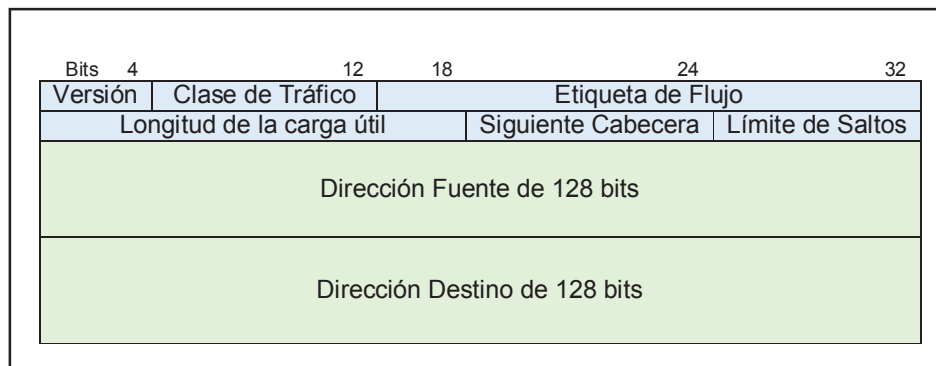 Bits 4 12 18 24 32
Versión Clase de Tráfico Etiqueta de Flujo
Longitud de la carga útil Siguiente Cabecera Límite de Saltos
Dirección Fuente de 128 bits
Dirección Destino de 128 bits